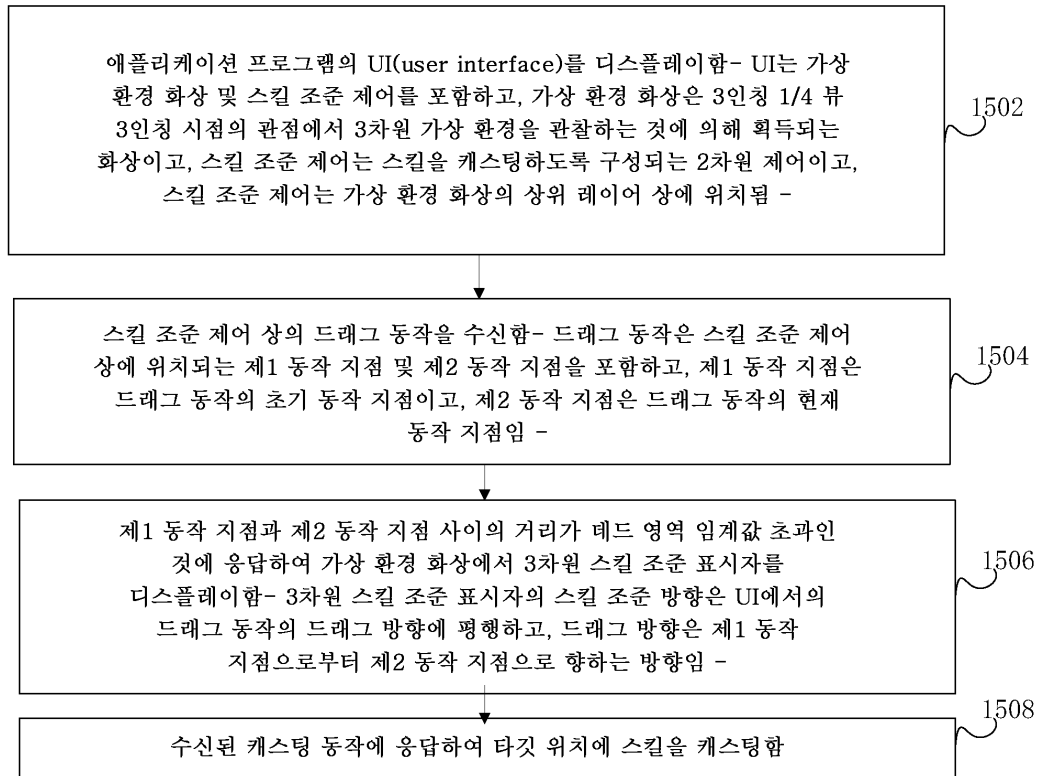 애플리케이션 프로그램의 UI(user interface)를 디스플레이함- UI는 가상
환경 화상 및 스킬 조준 제어를 포함하고, 가상 환경 화상은 3인칭 1/4 뷰
3인칭 시점의 관점에서 3차원 가상 환경을 관찰하는 것에 의해 획득되는
화상이고, 스킬 조준 제어는 스킬을 캐스팅하도록 구성되는 2차원 제어이고,
스킬 조준 제어는 가상 환경 화상의 상위 레이어 상에 위치됨 -
1502
스킬 조준 제어 상의 드래그 동작을 수신함- 드래그 동작은 스킬 조준 제어
상에 위치되는 제1 동작 지점 및 제2 동작 지점을 포함하고, 제1 동작 지점은
드래그 동작의 초기 동작 지점이고, 제2 동작 지점은 드래그 동작의 현재
동작 지점임 -
1504
제1 동작 지점과 제2 동작 지점 사이의 거리가 데드 영역 임계값 초과인
것에 응답하여 가상 환경 화상에서 3차원 스킬 조준 표시자를
디스플레이함- 3차원 스킬 조준 표시자의 스킬 조준 방향은 UI에서의
드래그 동작의 드래그 방향에 평행하고, 드래그 방향은 제1 동작
지점으로부터 제2 동작 지점으로 향하는 방향임 -
1506
수신된 캐스팅 동작에 응답하여 타깃 위치에 스킬을 캐스팅함
1508